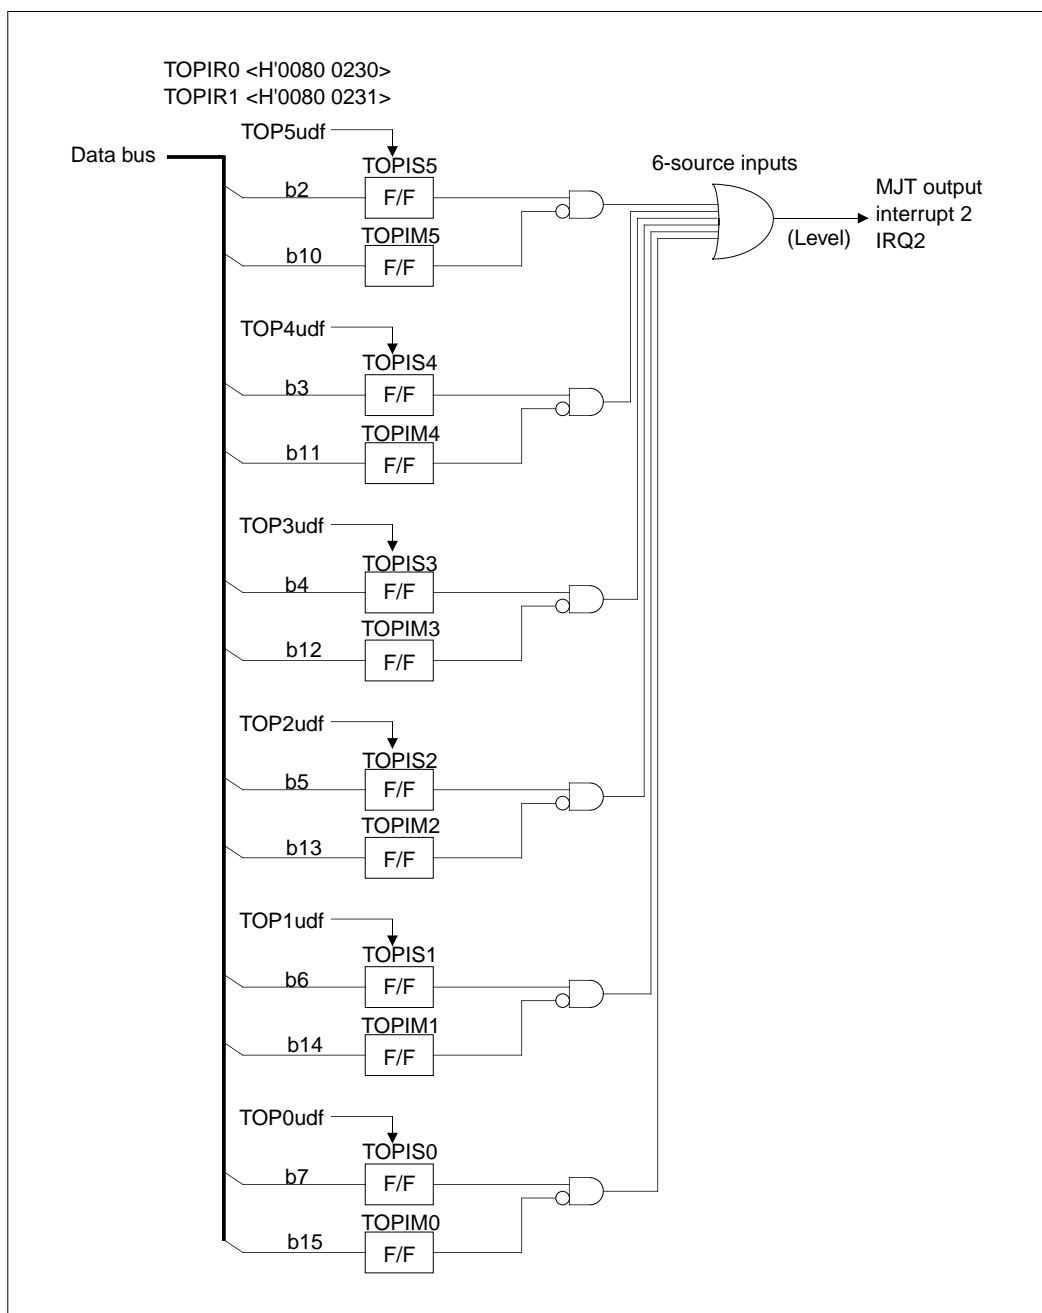 TOPIR0 <H'0080 0230>
TOPIR1 <H'0080 0231>
TOP5udf
Data bus
TOPIS5
b2
F/F
TOPIM5
b10
F/F
6-source inputs
(Level)
MJT output
interrupt 2
IRQ2
TOP4udf
TOPIS4
b3
F/F
TOPIM4
b11
F/F
TOP3udf
TOPIS3
b4
F/F
TOPIM3
b12
F/F
TOP2udf
TOPIS2
b5
F/F
TOPIM2
b13
F/F
TOP1udf
TOPIS1
b6
F/F
TOPIM1
b14
F/F
TOP0udf
TOPIS0
b7
F/F
TOPIM0
b15
F/F